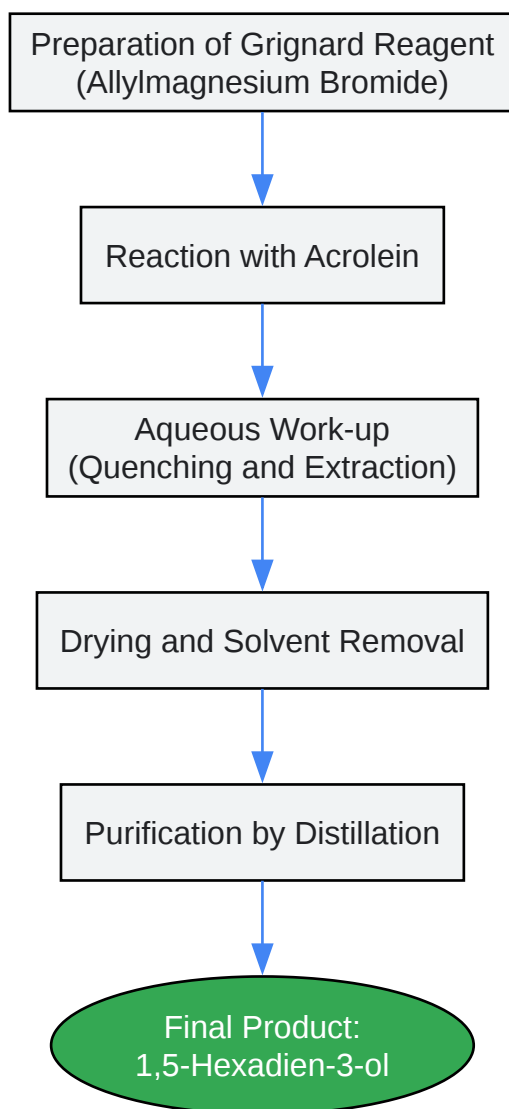 Preparation of Grignard Reagent
(Allylmagnesium Bromide)
Reaction with Acrolein
Aqueous Work-up
(Quenching and Extraction)
Drying and Solvent Removal
Purification by Distillation
Final Product:
1,5-Hexadien-3-ol